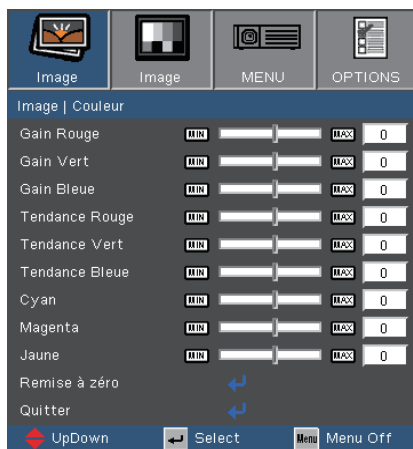 Image Image MENU OPTIONS
Image | Couleur
Gain Rouge MIN MAX 0
Gain Vert MIN MAX 0
Gain Bleue MIN MAX 0
Tendance Rouge MIN MAX 0
Tendance Vert MIN MAX 0
Tendance Bleue MIN MAX 0
Cyan MIN MAX 0
Magenta MIN MAX 0
Jaune MIN MAX 0
Remise à zéro
Quitter
UpDown Select Menu Menu Off